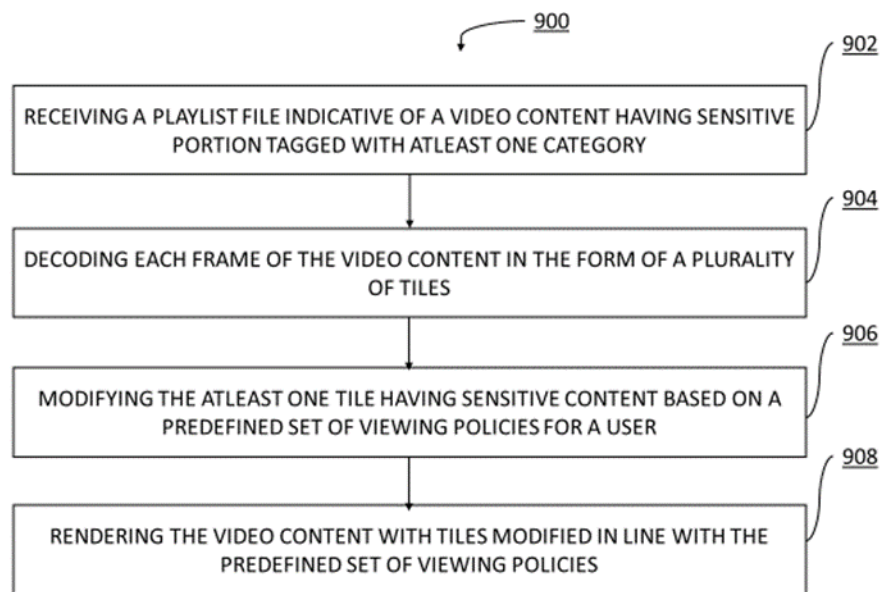 900
902
RECEIVING A PLAYLIST FILE INDICATIVE OF A VIDEO CONTENT HAVING SENSITIVE
PORTION TAGGED WITH ATLEAST ONE CATEGORY
904
DECODING EACH FRAME OF THE VIDEO CONTENT IN THE FORM OF A PLURALITY
OF TILES
906
MODIFYING THE ATLEAST ONE TILE HAVING SENSITIVE CONTENT BASED ON A
PREDEFINED SET OF VIEWING POLICIES FOR A USER
908
RENDERING THE VIDEO CONTENT WITH TILES MODIFIED IN LINE WITH THE
PREDEFINED SET OF VIEWING POLICIES